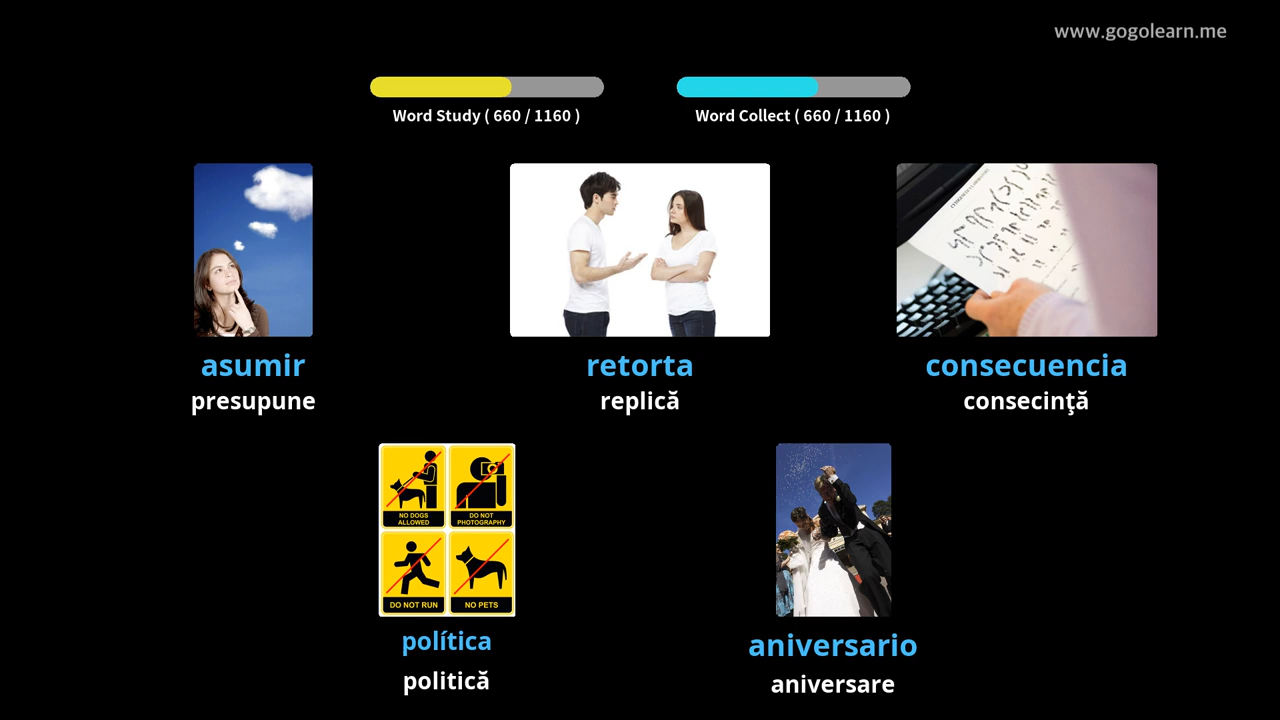 www.gogolearn.me
Word Study ( 660 / 1160 )
Word Collect ( 660 / 1160 )
asumir
presupune
retorta
replică
consecuencia
consecinţă
NO DOGS
ALLOWED
DO NOT
PHOTOGRAPHY
DO NOT RUN
NO PETS
política
politică
aniversario
aniversare